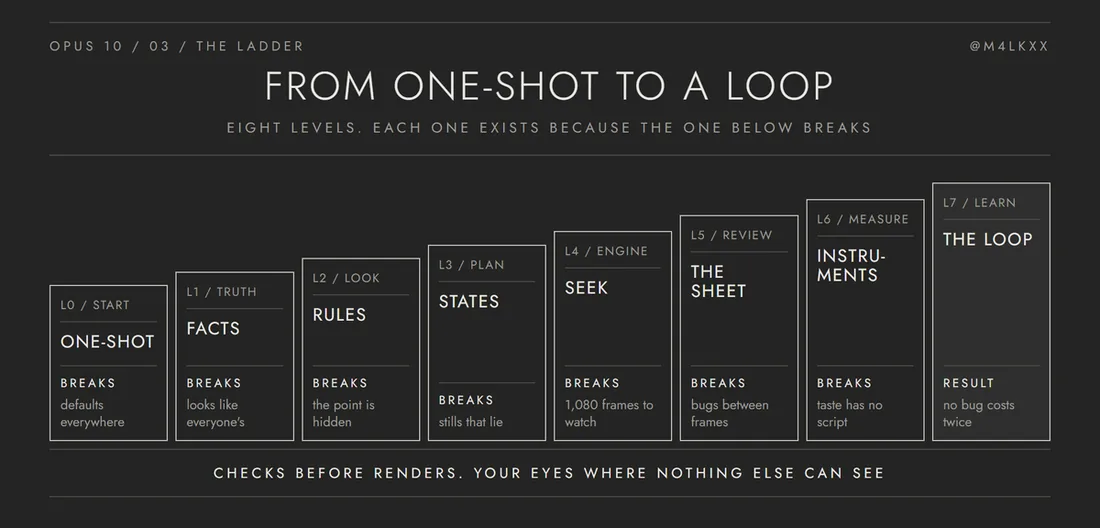 OPUS 10 / 03 / THE LADDER
@M4LKXX
FROM ONE-SHOT TO A LOOP
EIGHT LEVELS. EACH ONE EXISTS BECAUSE THE ONE BELOW BREAKS
L0 / START
ONE-SHOT
BREAKS
defaults
everywhere
L1 / TRUTH
FACTS
BREAKS
looks like
everyone's
L2 / LOOK
RULES
BREAKS
the point is
hidden
L3 / PLAN
STATES
BREAKS
stills that lie
L4 / ENGINE
SEEK
BREAKS
1,080 frames to
watch
L5 / REVIEW
THE
SHEET
BREAKS
bugs between
frames
L6 / MEASURE
INSTRU-
MENTS
BREAKS
taste has no
script
L7 / LEARN
THE LOOP
RESULT
no bug costs
twice
CHECKS BEFORE RENDERS. YOUR EYES WHERE NOTHING ELSE CAN SEE